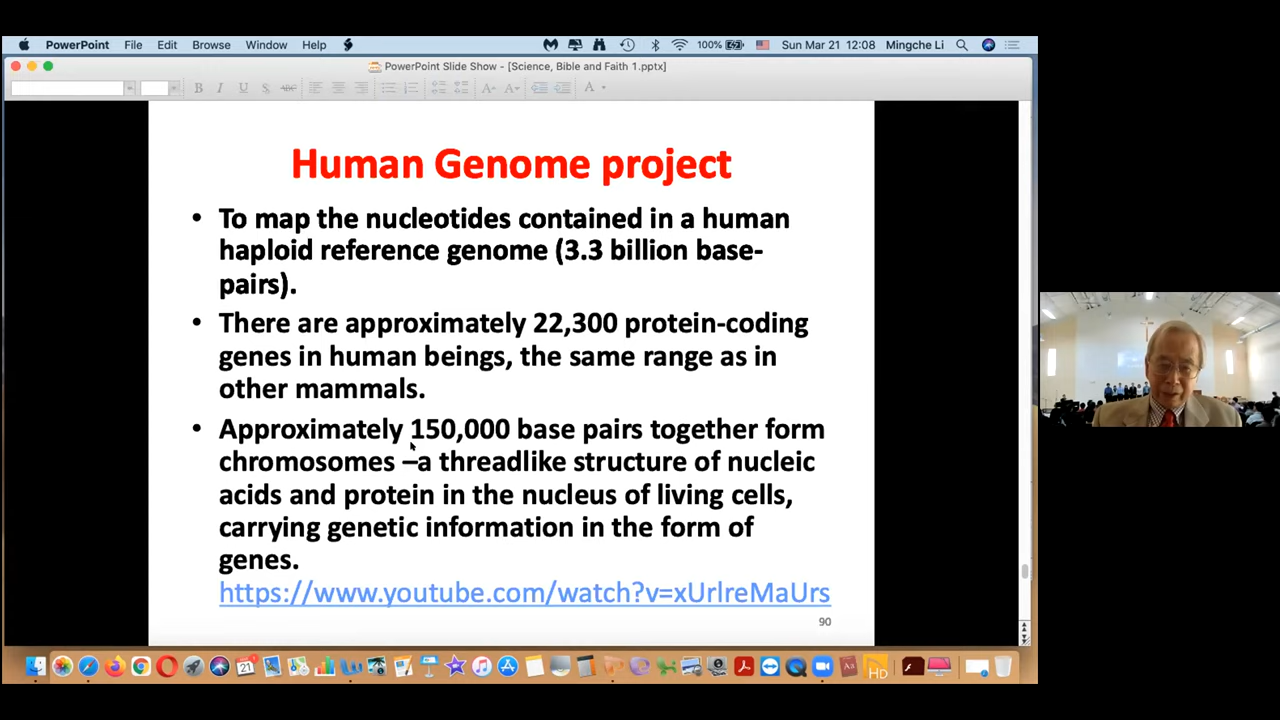 PowerPoint File Edit Browse Window Help 100% Sun Mar 21 12:08 Mingche Li
PowerPoint Slide Show - [Science, Bible and Faith 1.pptx]
B I U S ABC A A A
Human Genome project
• To map the nucleotides contained in a human
haploid reference genome (3.3 billion base-
pairs).
• There are approximately 22,300 protein-coding
genes in human beings, the same range as in
other mammals.
• Approximately 150,000 base pairs together form
chromosomes –a threadlike structure of nucleic
acids and protein in the nucleus of living cells,
carrying genetic information in the form of
genes.
https://www.youtube.com/watch?v=xUrlreMaUrs
90
21
HD